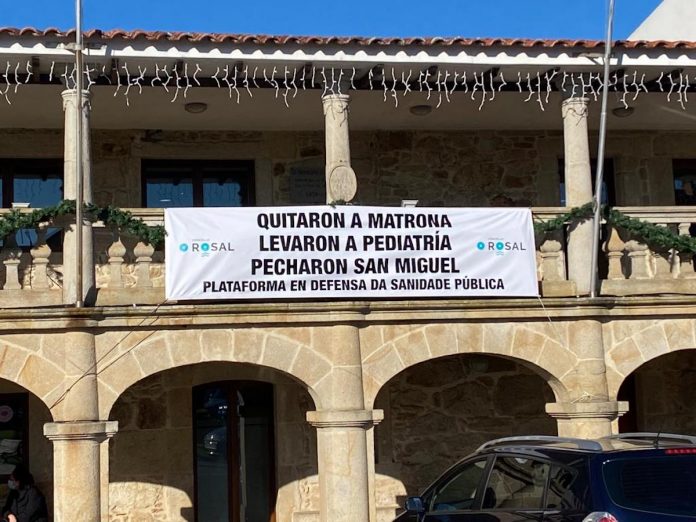 QUITARON A MATRONA
LEVARON A PEDIATRÍA
PECHARON SAN MIGUEL
PLATAFORMA EN DEFENSA DA SANIDADE PÚBLICA
O ROSAL
O ROSAL